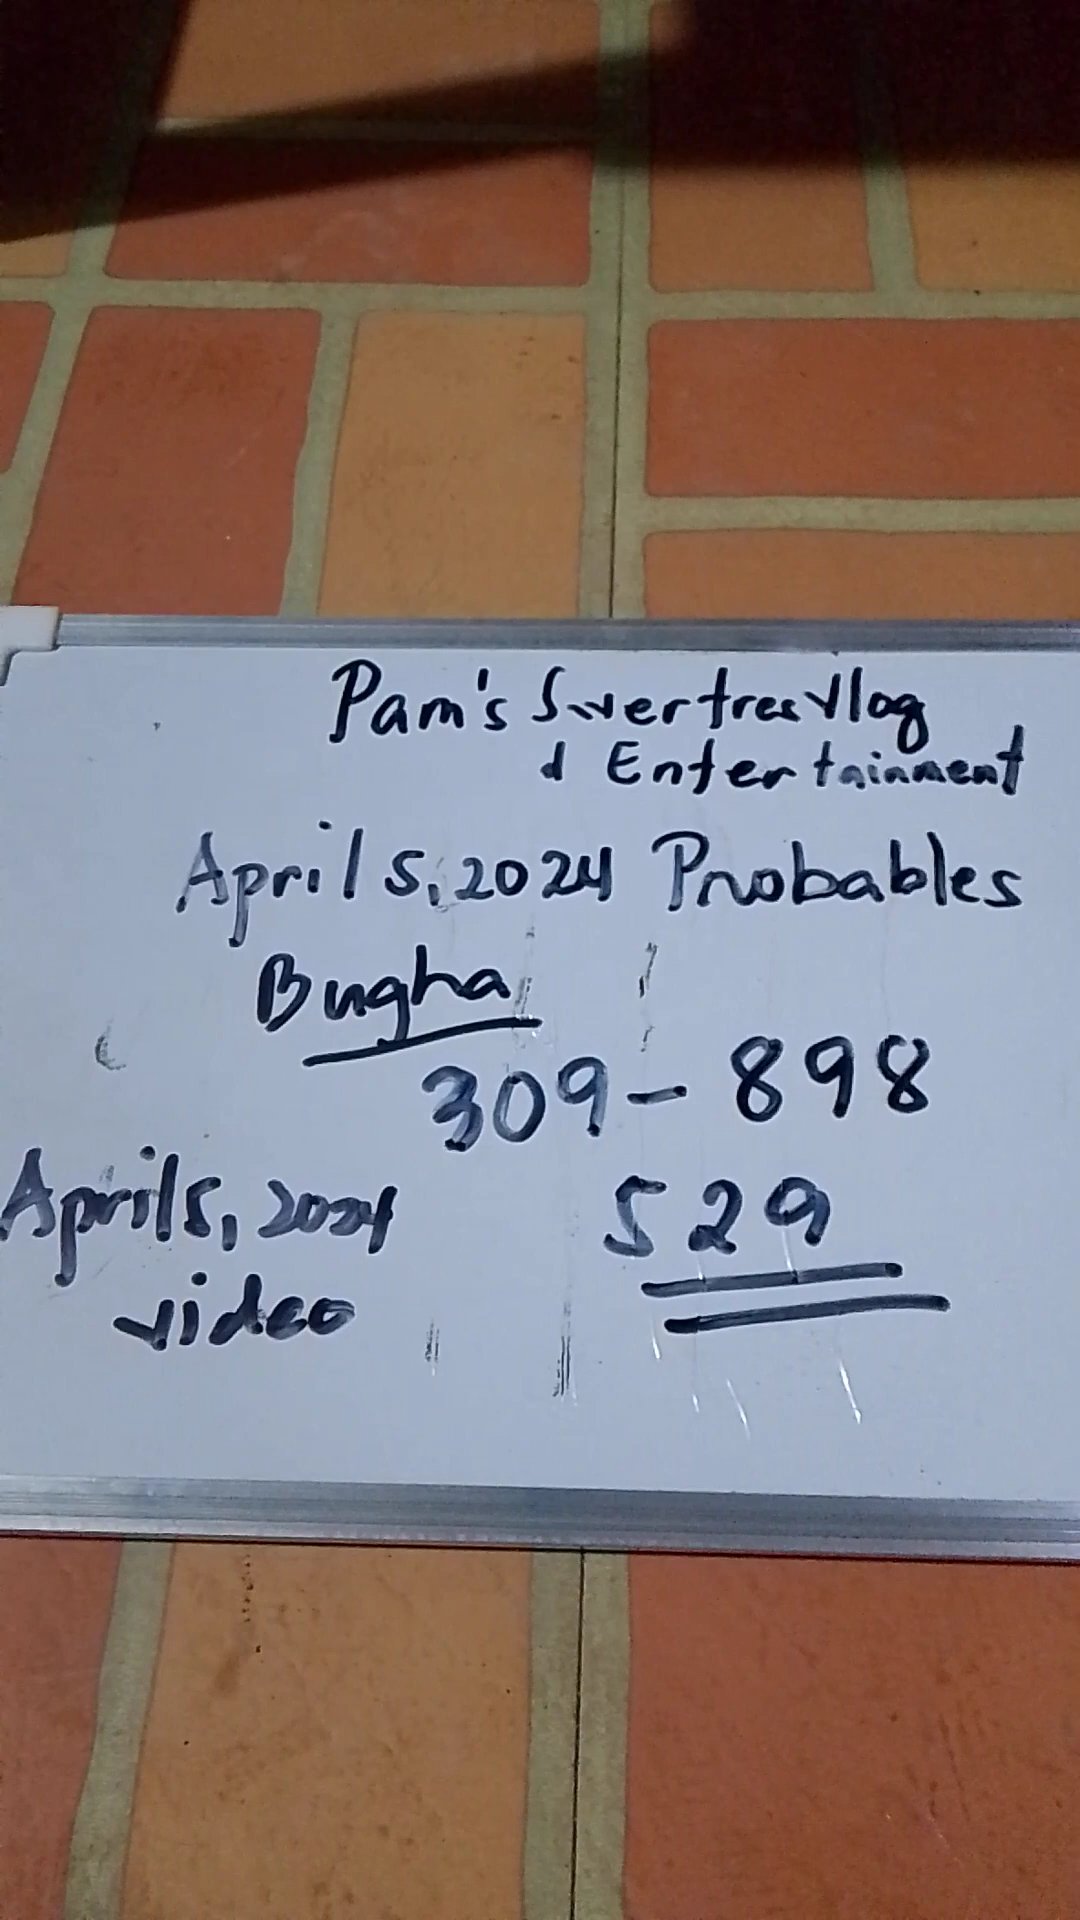 Pam's Swertres Vlog
& Entertainment
April 5, 2024 Probables
Bugha
309 - 898
April 5, 2024
529
video